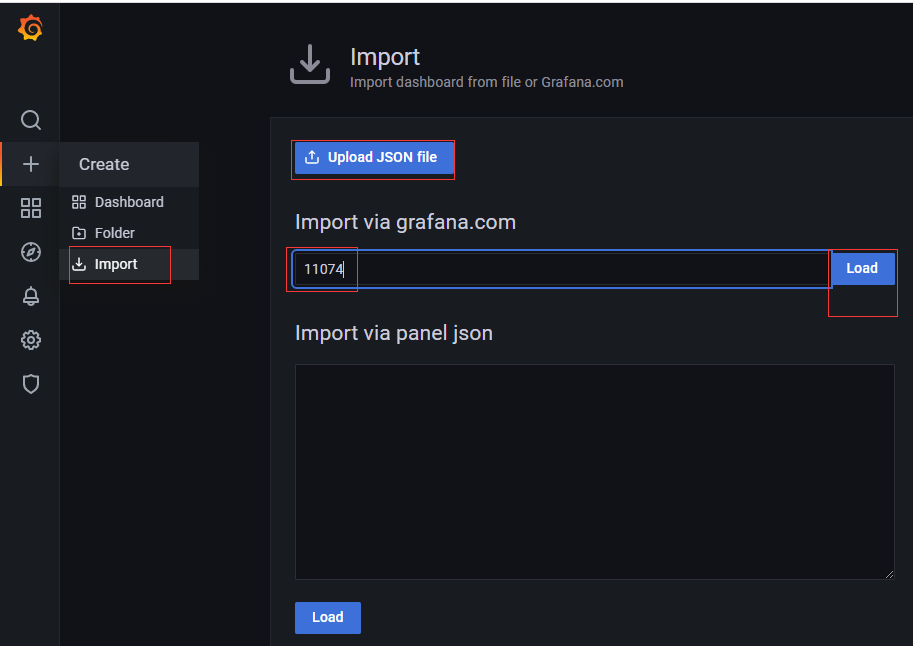 Import
Import dashboard from file or Grafana.com
Create
Dashboard
Folder
Import
Upload JSON file
Import via grafana.com
11074
Load
Import via panel json
Load